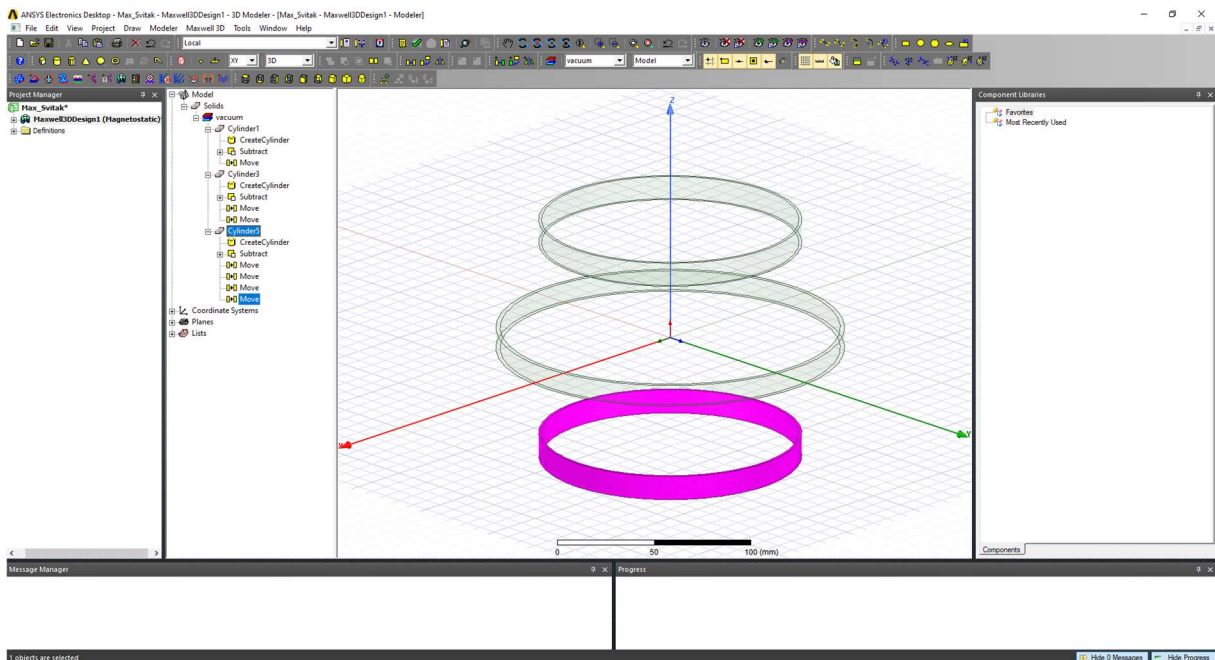 ANSYS Electronics Desktop - Max_Svitak - Maxwell3DDesign1 - 3D Modeler - [Max_Svitak - Maxwell3DDesign1 - Modeler]
File Edit View Project Draw Modeler Maxwell 3D Tools Window Help
Local
XY 3D vacuum Model
Project Manager
Max_Svitak*
Maxwell3DDesign1 (Magnetostatic)
Definitions
Model
Solids
vacuum
Cylinder1
CreateCylinder
Subtract
Move
Cylinder3
CreateCylinder
Subtract
Move
Move
Cylinder5
CreateCylinder
Subtract
Move
Move
Move
Move
Coordinate Systems
Planes
Lists
Z
X
Y
0 50 100 (mm)
Component Libraries
Favorites
Most Recently Used
Components
Message Manager
Progress
1 objects are selected
Hide 0 Messages Hide Progress